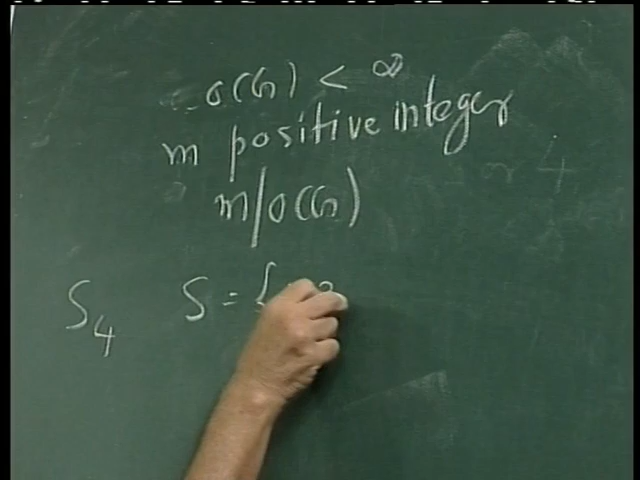 o(G) < ∞
m positive integer
m/o(G)
S₄ S = {